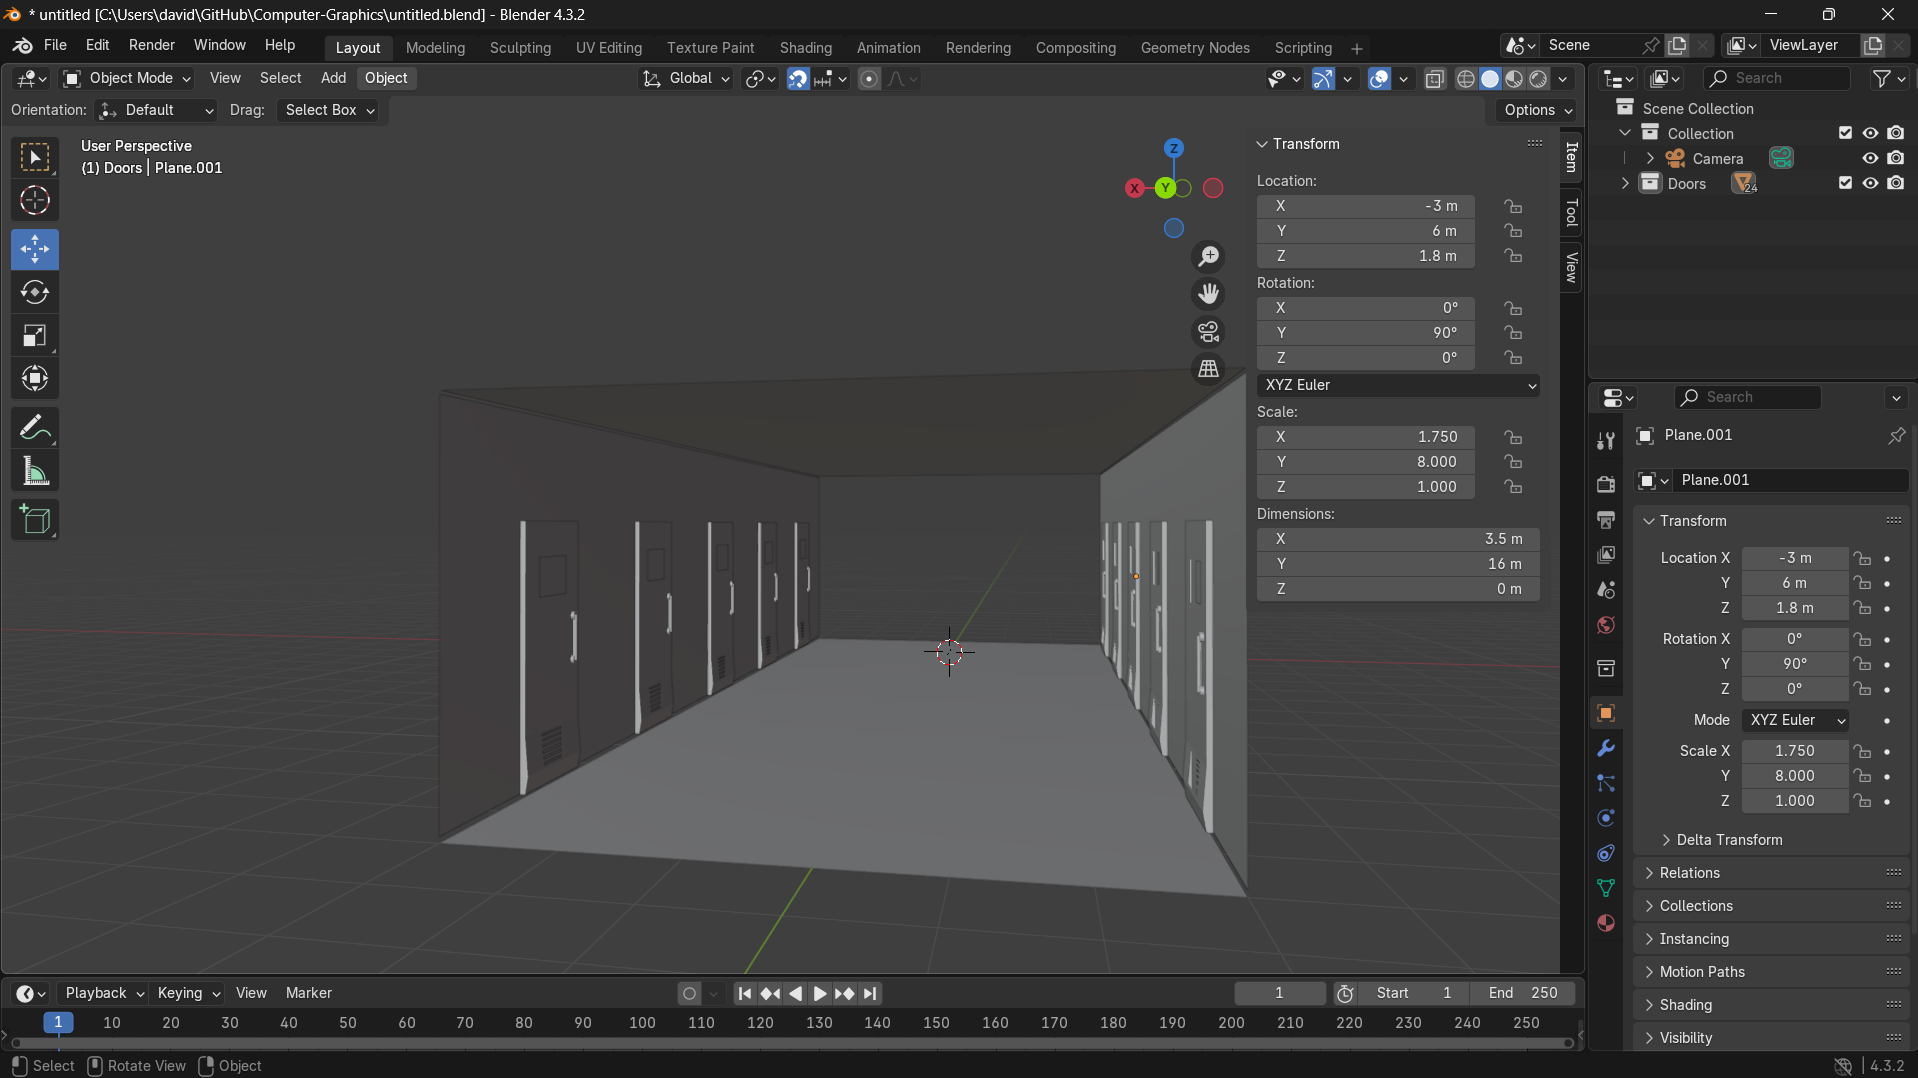 * untitled [C:\Users\david\GitHub\Computer-Graphics\untitled.blend] - Blender 4.3.2
File Edit Render Window Help Layout Modeling Sculpting UV Editing Texture Paint Shading Animation Rendering Compositing Geometry Nodes Scripting Scene ViewLayer
Object Mode View Select Add Object Global Search
Orientation: Default Drag: Select Box Options
User Perspective
(1) Doors | Plane.001
Z
X Y
Transform
Location:
X -3 m
Y 6 m
Z 1.8 m
Rotation:
X 0°
Y 90°
Z 0°
XYZ Euler
Scale:
X 1.750
Y 8.000
Z 1.000
Dimensions:
X 3.5 m
Y 16 m
Z 0 m
Item
Tool
View
Scene Collection
Collection
Camera
Doors 24
Search
Plane.001
Plane.001
Transform
Location X -3 m
Y 6 m
Z 1.8 m
Rotation X 0°
Y 90°
Z 0°
Mode XYZ Euler
Scale X 1.750
Y 8.000
Z 1.000
Delta Transform
Relations
Collections
Instancing
Motion Paths
Shading
Visibility
Playback Keying View Marker 1 Start 1 End 250
1 10 20 30 40 50 60 70 80 90 100 110 120 130 140 150 160 170 180 190 200 210 220 230 240 250
Select Rotate View Object 4.3.2